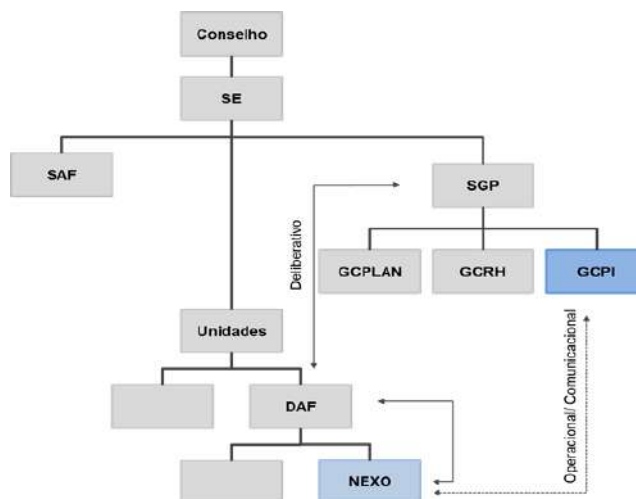 Conselho
SE
SAF
SGP
Deliberativo
GCPLAN
GCRH
GCPI
Unidades
Operacional/ Comunicacional
DAF
NEXO